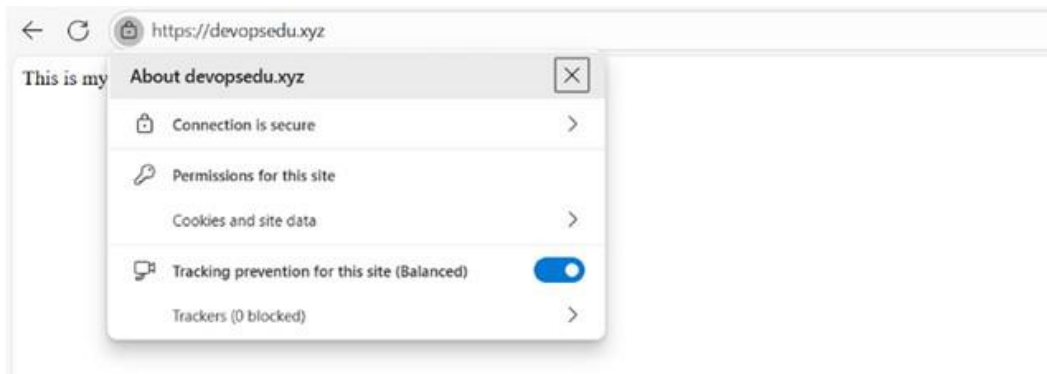 https://devopsedu.xyz
This is my
About devopsedu.xyz
Connection is secure
Permissions for this site
Cookies and site data
Tracking prevention for this site (Balanced)
Trackers (0 blocked)